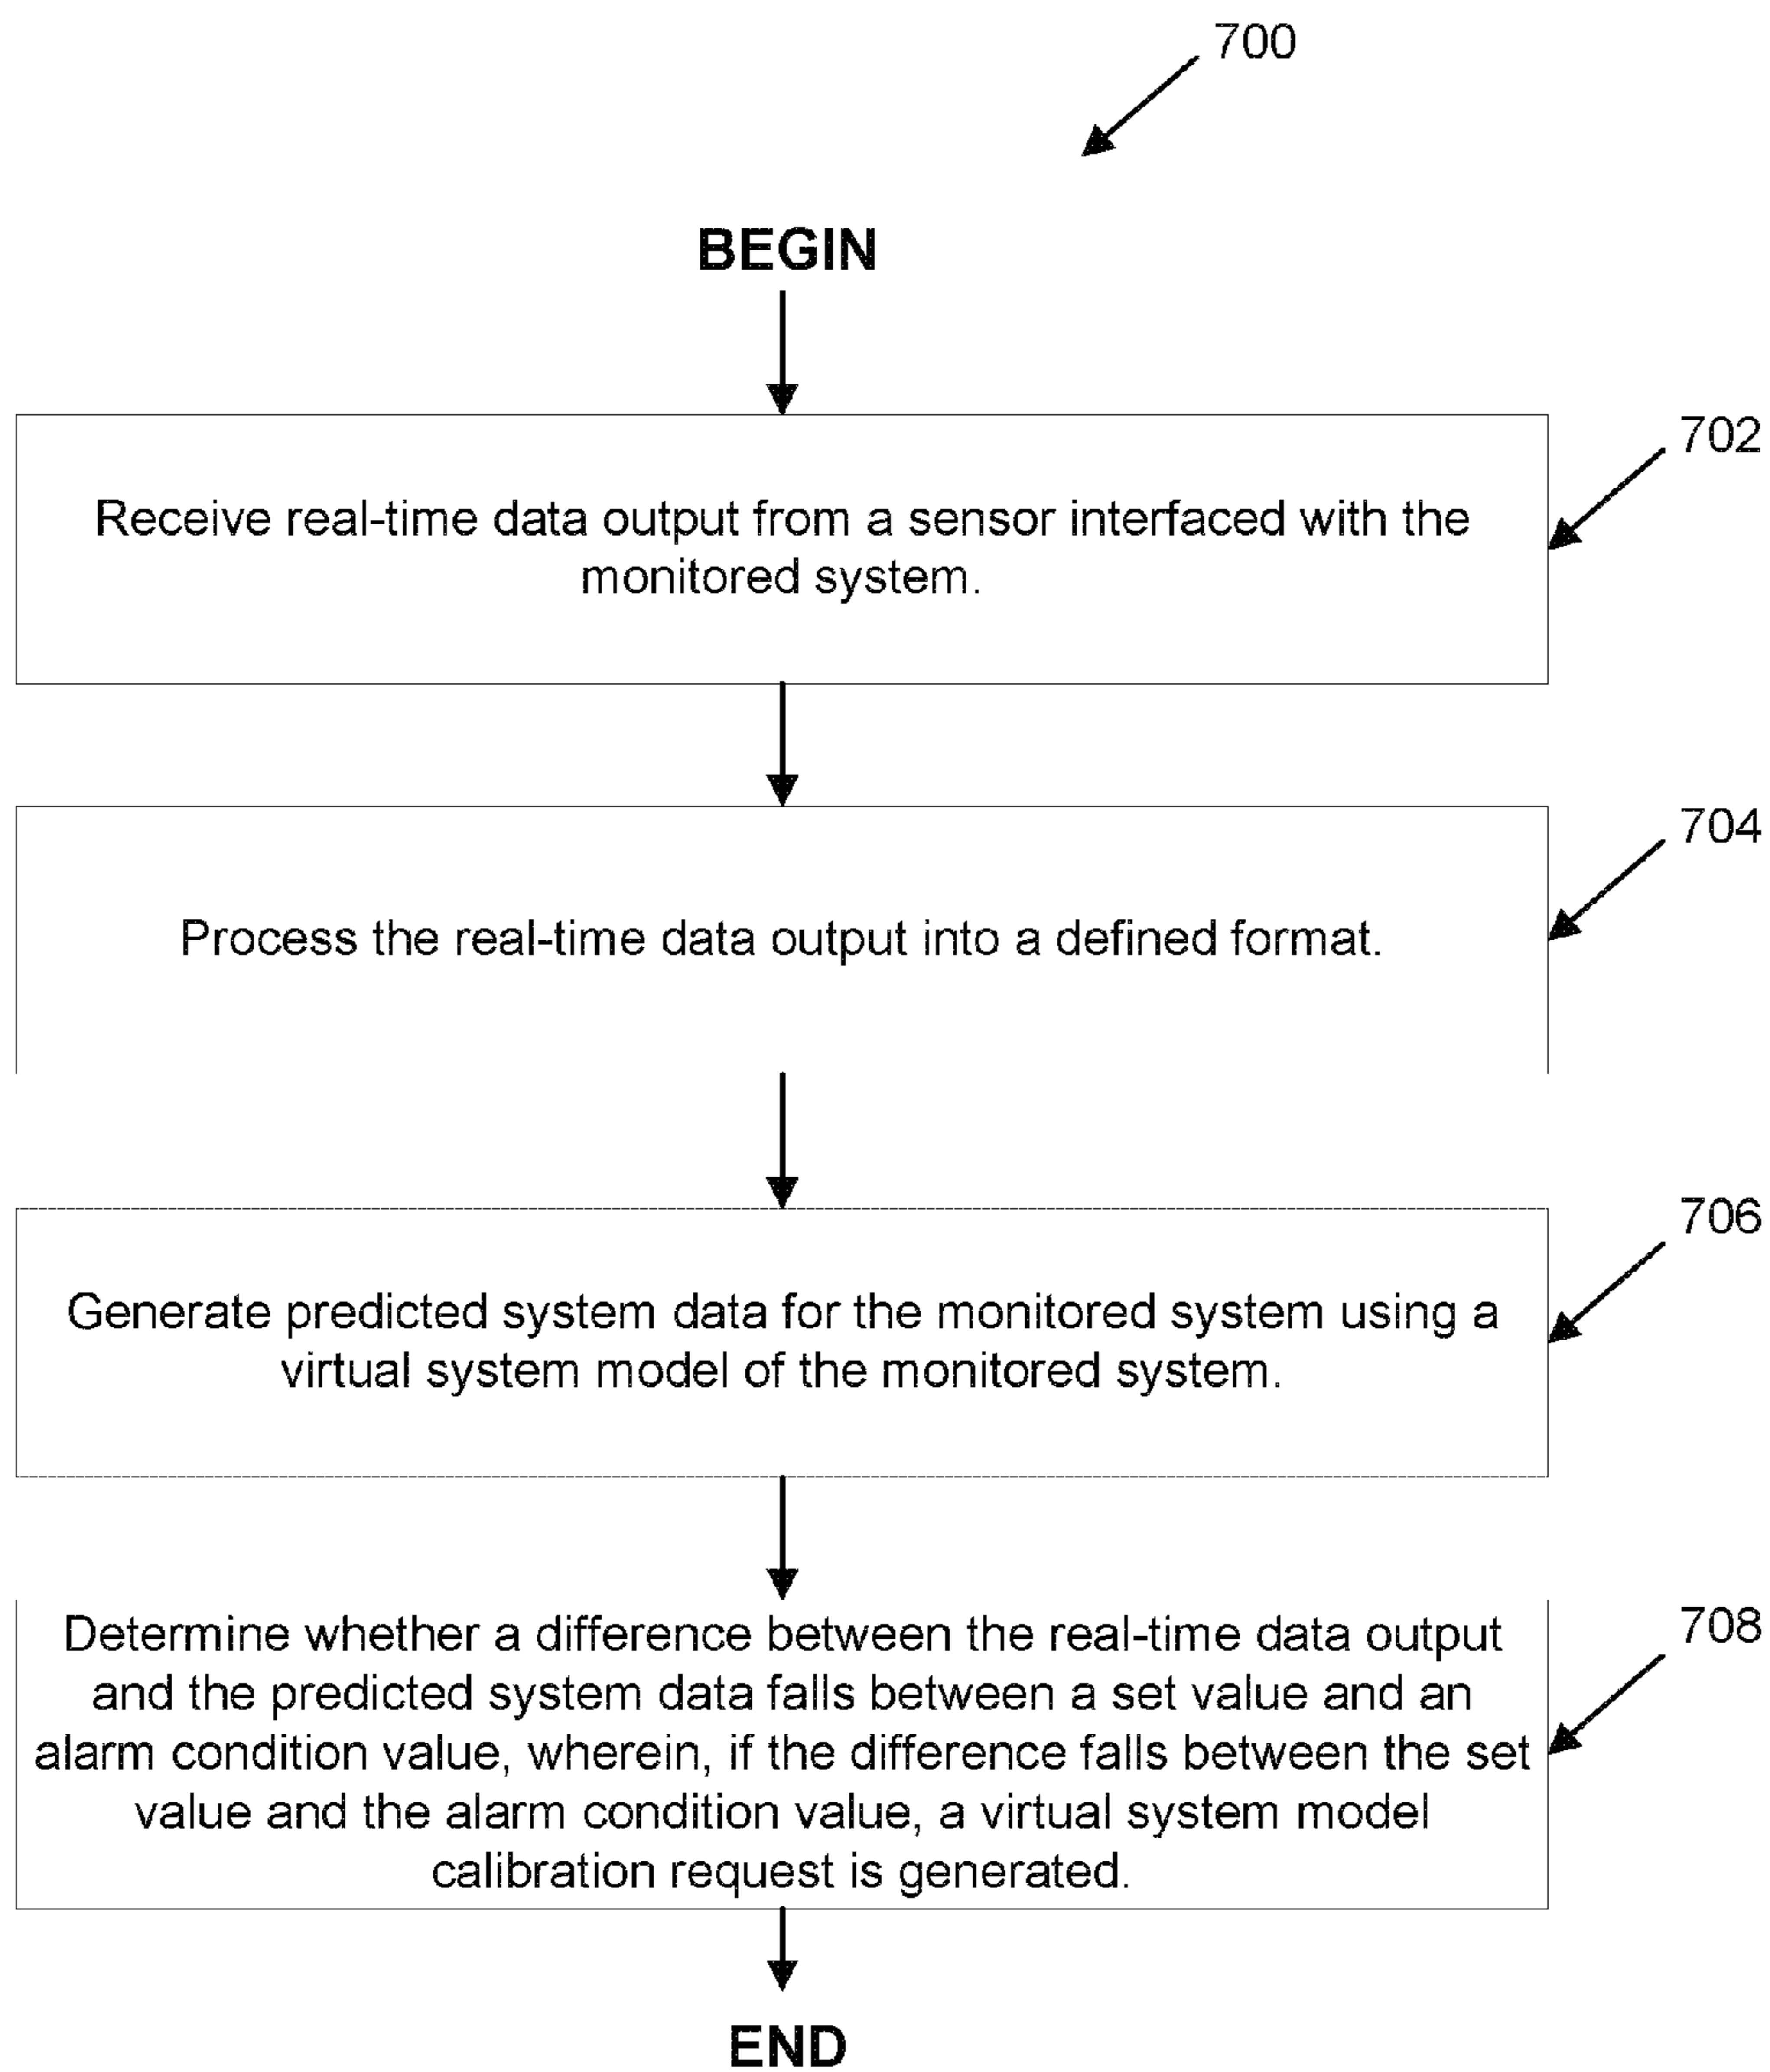 700
BEGIN
702
Receive real-time data output from a sensor interfaced with the
monitored system.
704
Process the real-time data output into a defined format.
706
Generate predicted system data for the monitored system using a
virtual system model of the monitored system.
708
Determine whether a difference between the real-time data output
and the predicted system data falls between a set value and an
alarm condition value, wherein, if the difference falls between the set
value and the alarm condition value, a virtual system model
calibration request is generated.
END